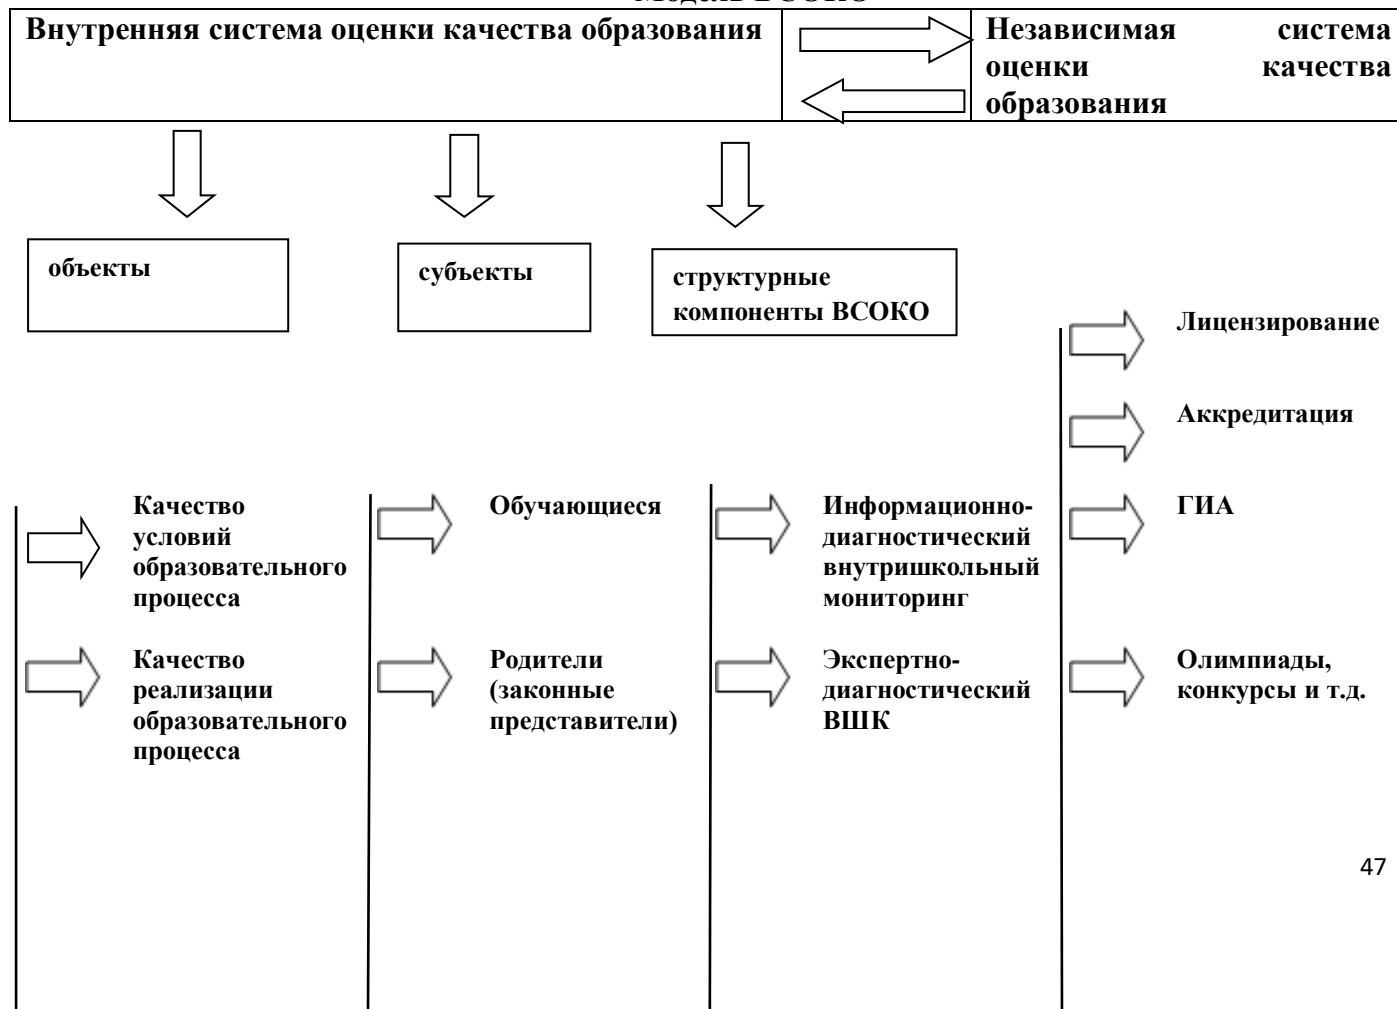 Модель ВСОКО
Внутренняя система оценки качества образования
Независимая система
оценки качества
образования
объекты
субъекты
структурные
компоненты ВСОКО
Лицензирование
Аккредитация
Качество
условий
образовательного
процесса
Обучающиеся
Информационно-
диагностический
внутришкольный
мониторинг
ГИА
Качество
реализации
образовательного
процесса
Родители
(законные
представители)
Экспертно-
диагностический
ВШК
Олимпиады,
конкурсы и т.д.
47